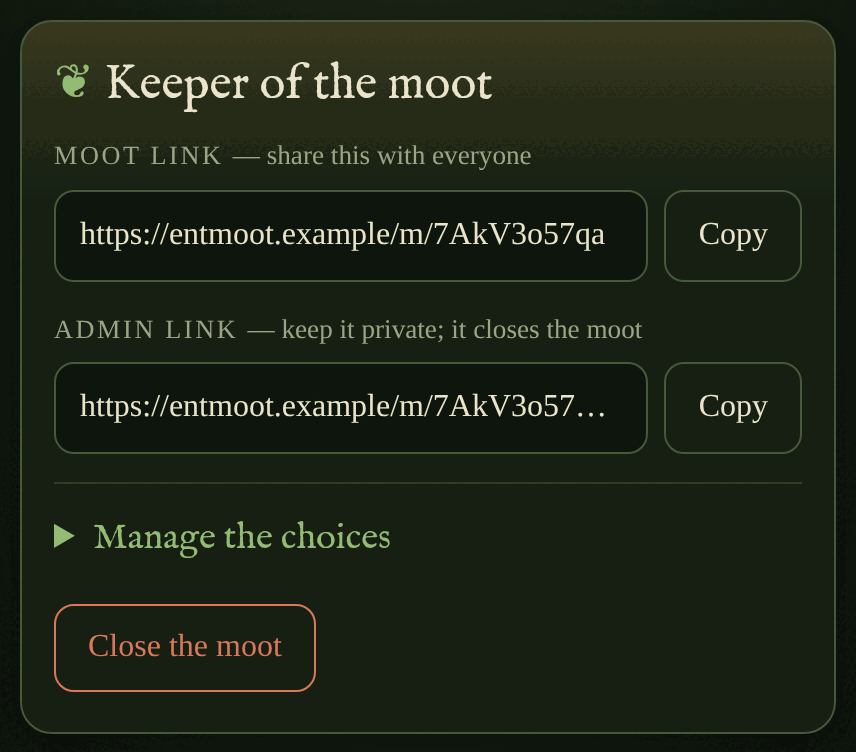 ❦ Keeper of the moot
MOOT LINK — share this with everyone
https://entmoot.example/m/7AkV3o57qa
Copy
ADMIN LINK — keep it private; it closes the moot
https://entmoot.example/m/7AkV3o57…
Copy
▶ Manage the choices
Close the moot